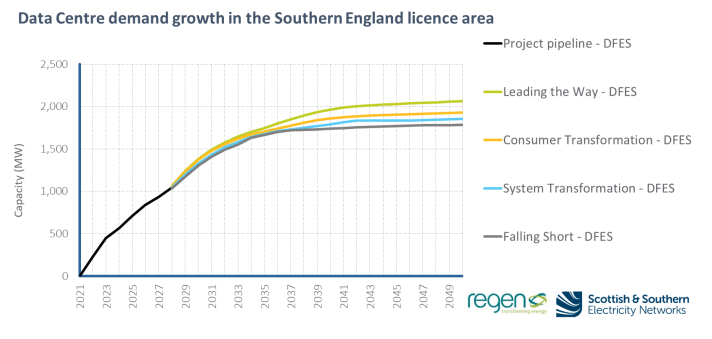 Data Centre demand growth in the Southern England licence area
Project pipeline - DFES
Leading the Way - DFES
Consumer Transformation - DFES
System Transformation - DFES
Falling Short - DFES
Capacity (MW)
2,500
2,000
1,500
1,000
500
0
2021
2023
2025
2027
2029
2031
2033
2035
2037
2039
2041
2043
2045
2047
2049
regen
transforming energy
Scottish & Southern
Electricity Networks